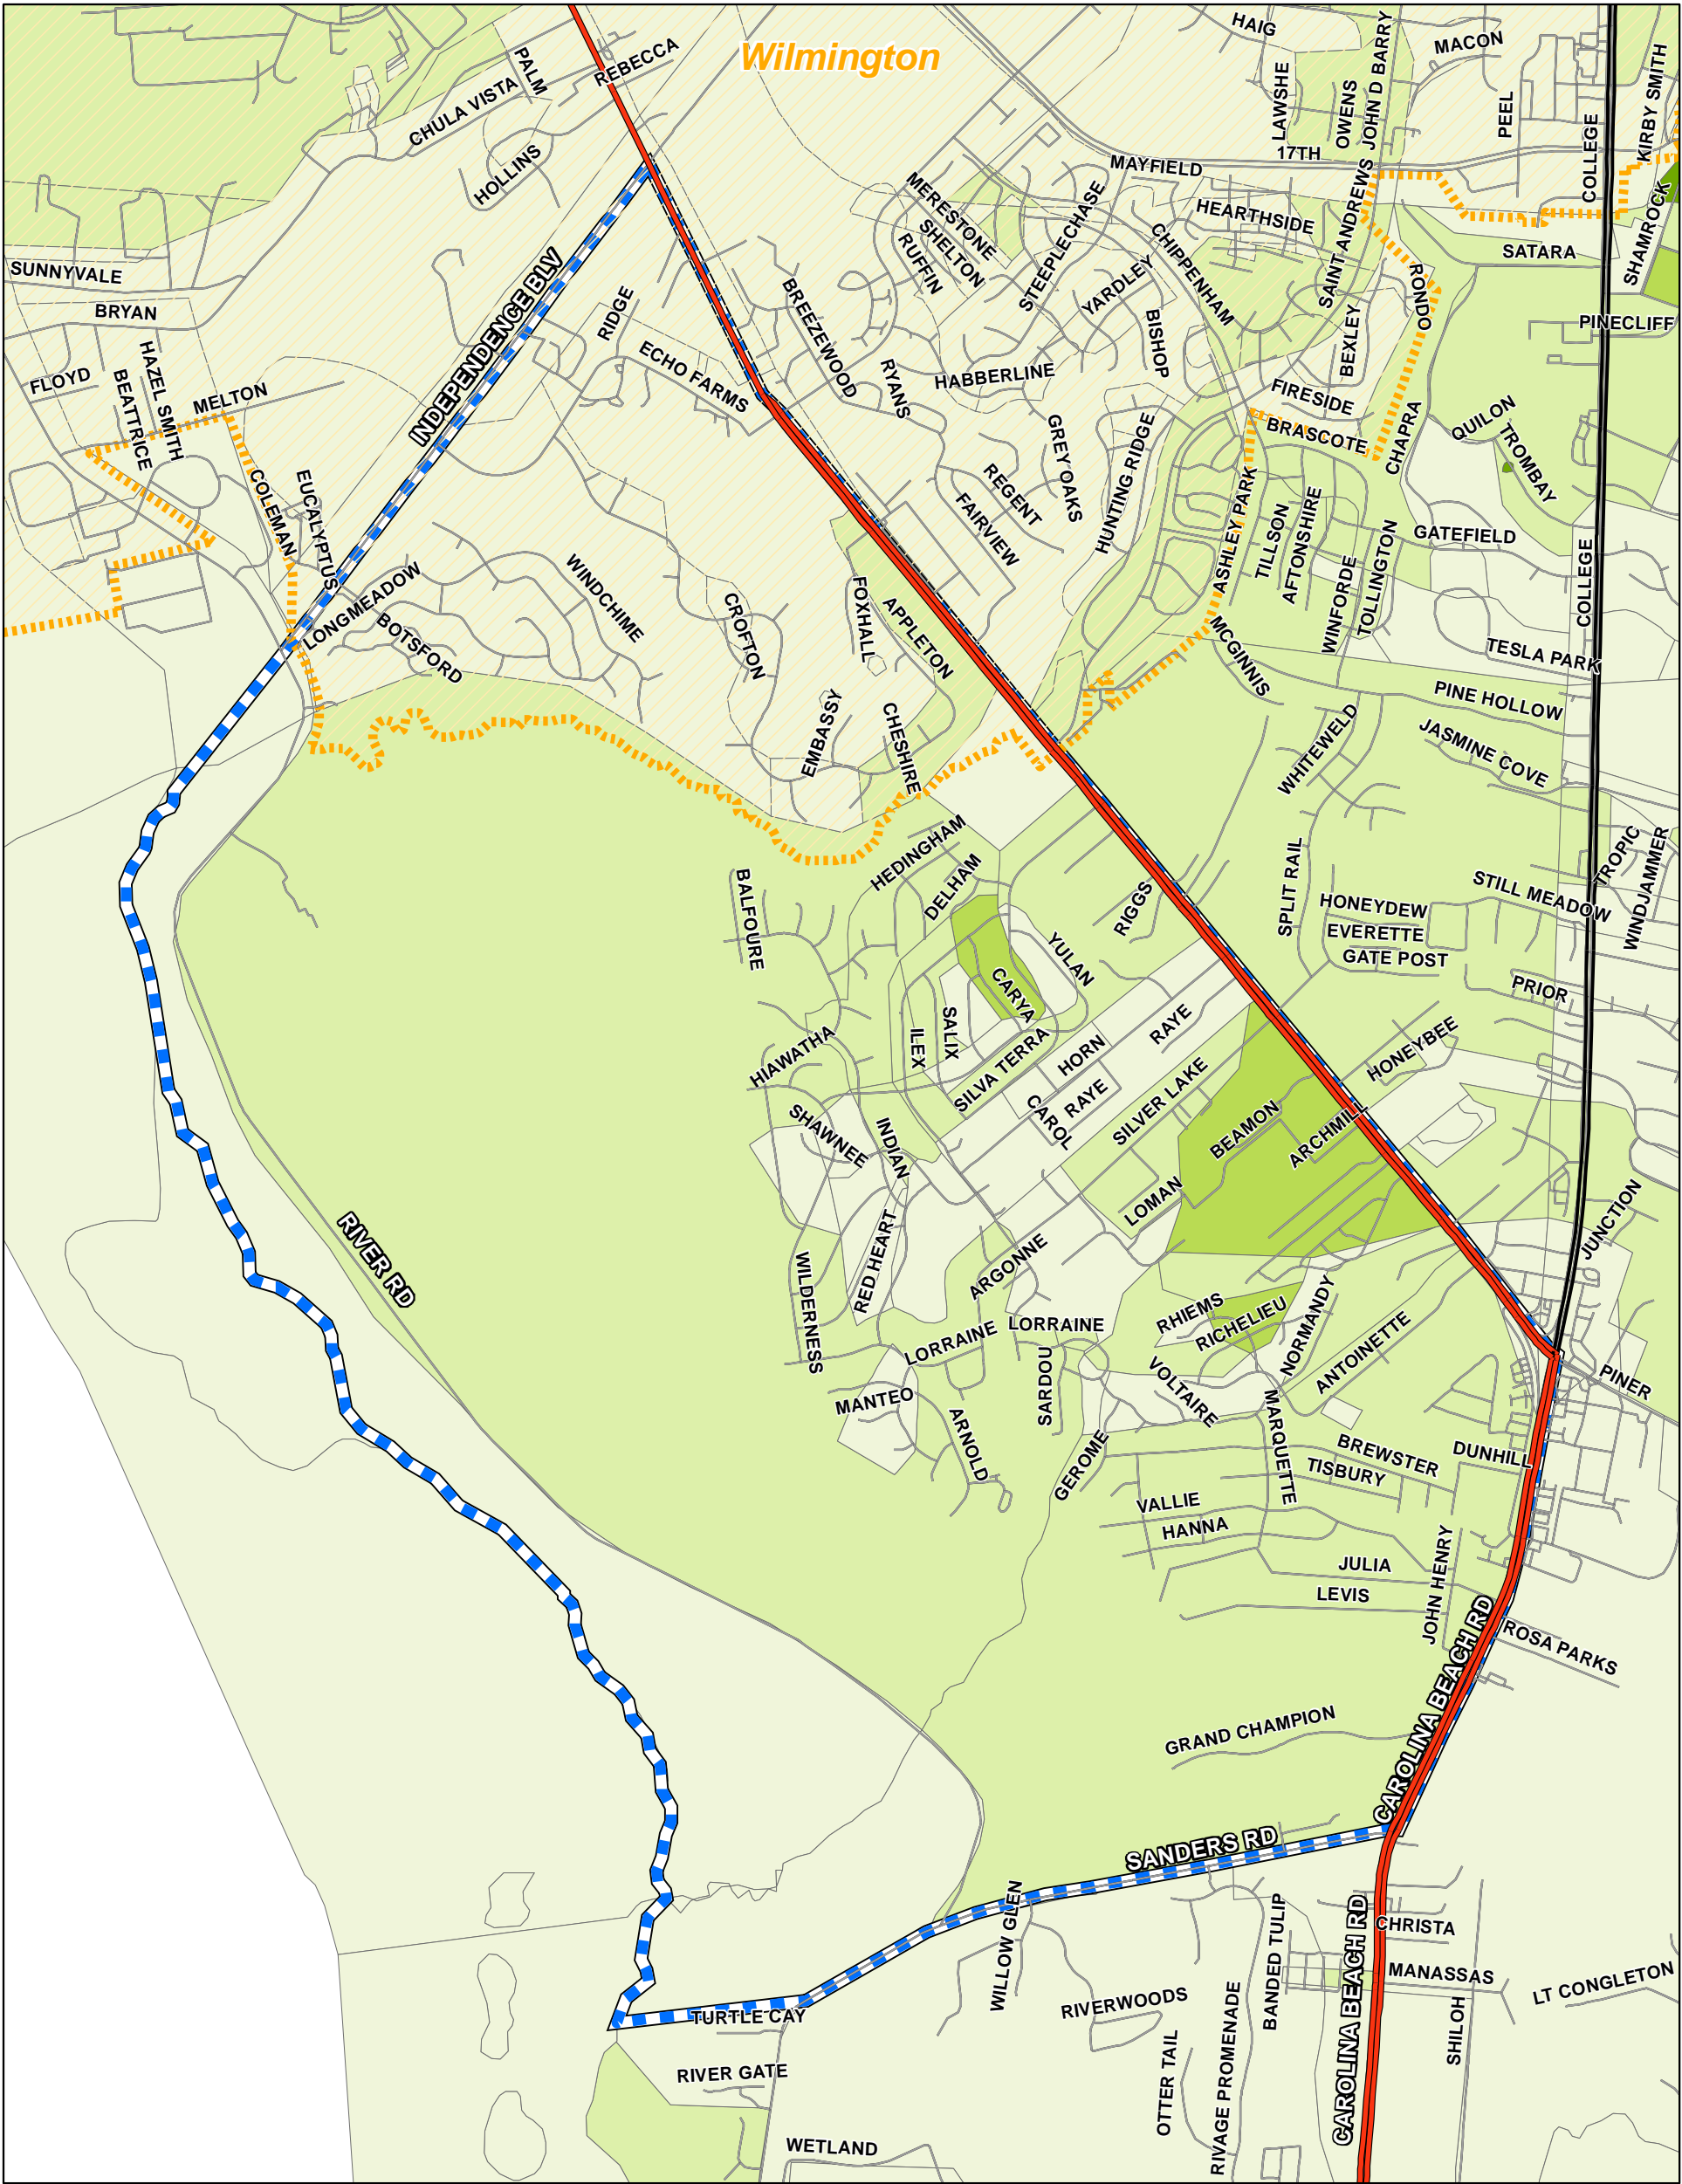 Wilmington
HAIG
MACON
PALM
REBECCA
CHULA VISTA
HOLLINS
LAWSHE
OWENS
JOHN D BARRY
PEEL
COLLEGE
KIRBY SMITH
17TH
MAYFIELD
MERESTONE
SHELTON
RUFFIN
STEEPLECHASE
HEARTHSIDE
SAINT ANDREWS
SHAMROCK
CHIPPENHAM
YARDLEY
SATARA
SUNNYVALE
BRYAN
INDEPENDENCE BLV
RIDGE
BREEZEWOOD
BISHOP
RONDO
PINECLIFF
BEXLEY
HAZEL SMITH
BEATRICE
FLOYD
MELTON
ECHO FARMS
RYANS
HABBERLINE
FIRESIDE
BRASCOTE
CHAPRA
QUILON
TROMBAY
GREY OAKS
HUNTING RIDGE
REGENT
FAIRVIEW
COLEMAN
EUCALYPTUS
ASHLEY PARK
TILLSON
AFTONSHIRE
WINFORDE
TOLLINGTON
GATEFIELD
COLLEGE
LONGMEADOW
BOTSFORD
WINDCHIME
CROFTON
FOXHALL
APPLETON
MCGINNIS
TESLA PARK
PINE HOLLOW
JASMINE COVE
WHITEWELD
EMBASSY
CHESHIRE
HEDINGHAM
DELHAM
BALFOURE
RIGGS
SPLIT RAIL
HONEYDEW
EVERETTE
GATE POST
STILL MEADOW
TROPIC
WINDJAMMER
PRIOR
YULAN
CARYA
SALIX
ILEX
SILVA TERRA
HORN
RAYE
RAYE
CAROL
HIAWATHA
SHAWNEE
INDIAN
SILVER LAKE
BEAMON
ARCHMILL
HONEYBEE
LOMAN
JUNCTION
RIVER RD
WILDERNESS
RED HEART
ARGONNE
LORRAINE
LORRAINE
RHIEMS
RICHELIEU
NORMANDY
ANTOINETTE
PINER
MANTEO
ARNOLD
SARDOU
VOLTAIRE
MARQUETTE
GEROME
BREWSTER
TISBURY
DUNHILL
VALLIE
HANNA
JULIA
LEVIS
JOHN HENRY
ROSA PARKS
CAROLINA BEACH RD
GRAND CHAMPION
SANDERS RD
WILLOW GLEN
BANDED TULIP
CAROLINA BEACH RD
CHRISTA
MANASSAS
LT CONGLETON
SHILOH
TURTLE CAY
RIVERWOODS
RIVER GATE
OTTER TAIL
RIVAGE PROMENADE
WETLAND